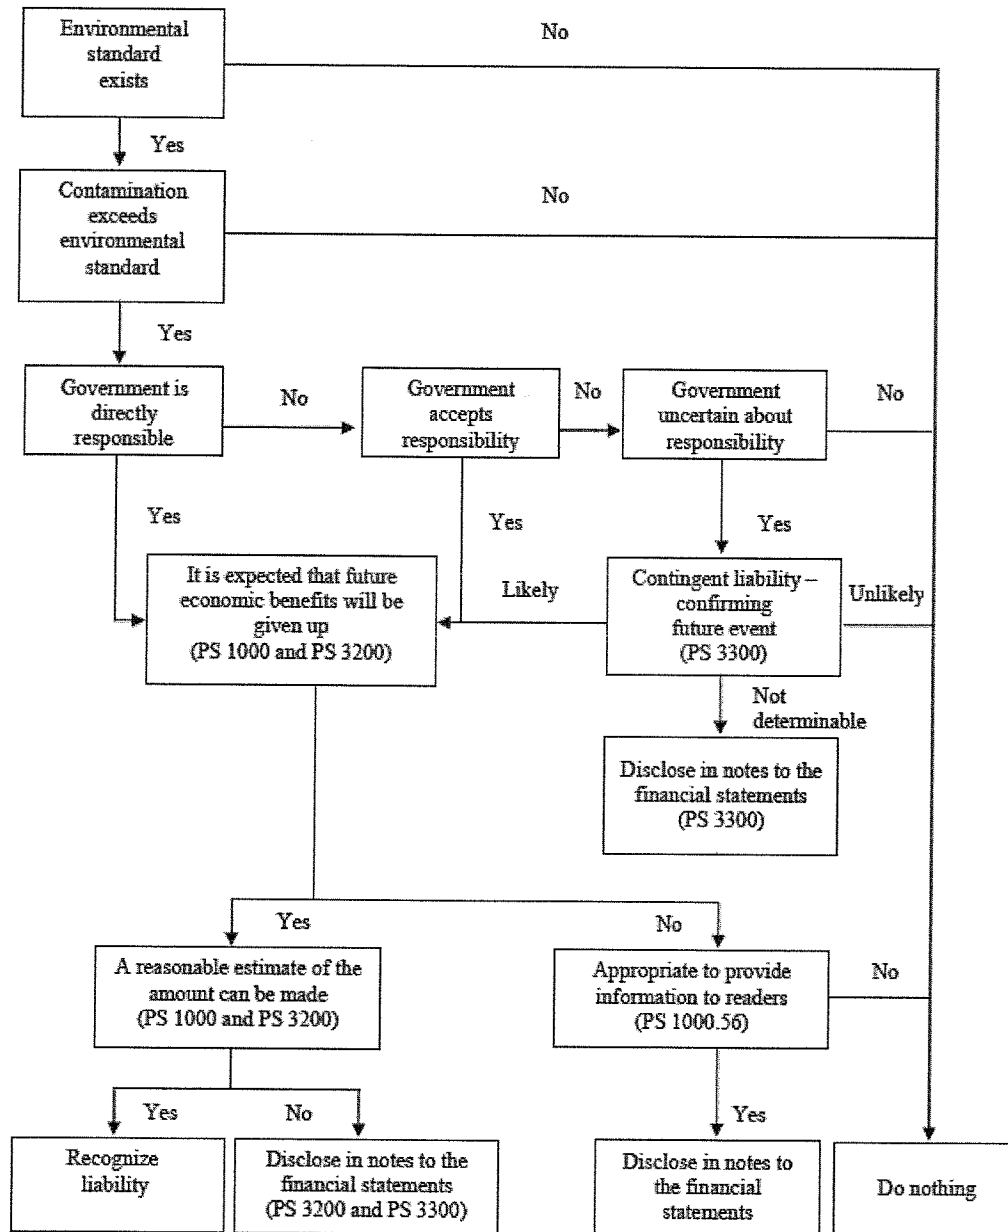 Environmental
standard
exists
No
Yes
Contamination
exceeds
environmental
standard
No
Yes
Government is
directly
responsible
No
Government
accepts
responsibility
No
Government
uncertain about
responsibility
No
Yes
Yes
Yes
It is expected that future
economic benefits will be
given up
(PS 1000 and PS 3200)
Likely
Contingent liability –
confirming
future event
(PS 3300)
Unlikely
Not
determinable
Disclose in notes to the
financial statements
(PS 3300)
Yes
No
A reasonable estimate of the
amount can be made
(PS 1000 and PS 3200)
Appropriate to provide
information to readers
(PS 1000.56)
No
Yes
No
Yes
Recognize
liability
Disclose in notes to the
financial statements
(PS 3200 and PS 3300)
Disclose in notes to
the financial
statements
Do nothing